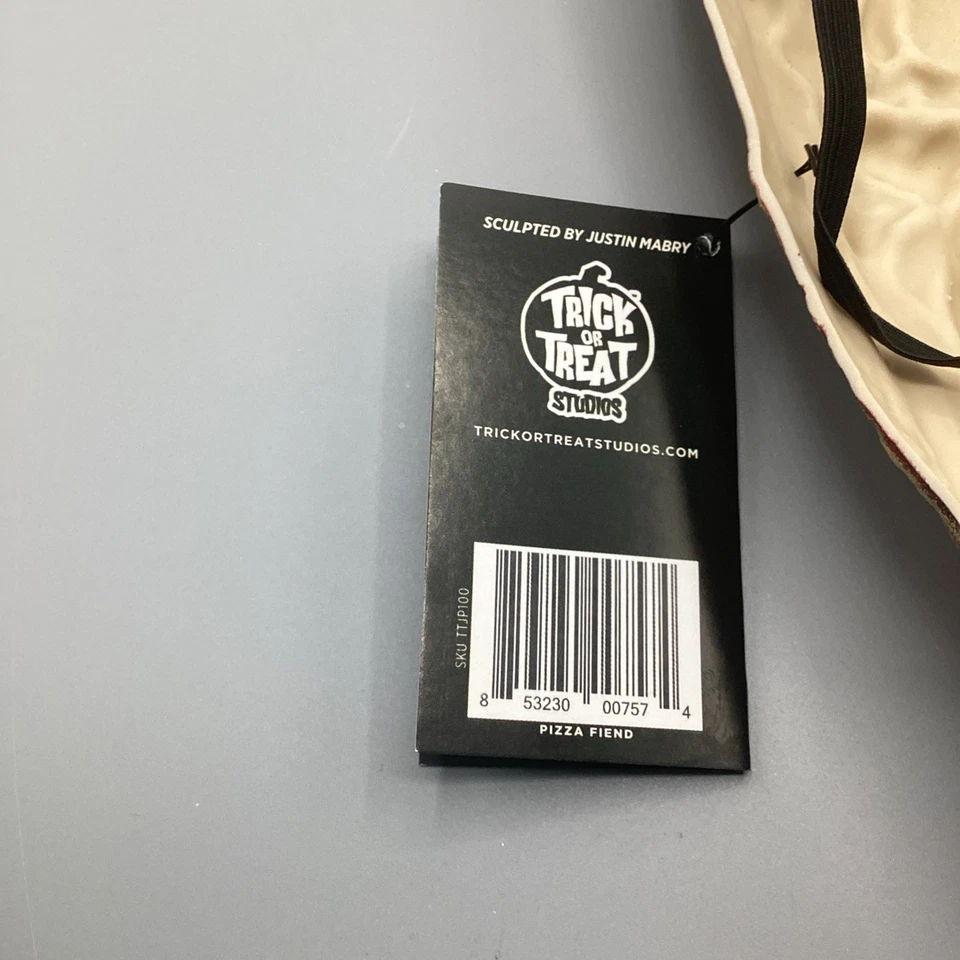 SCULPTED BY JUSTIN MABRY
TRICK
OR
TREAT
STUDIOS
TRICKORTREATSTUDIOS.COM
SKU TTJP100
8 53230 00757 4
PIZZA FIEND